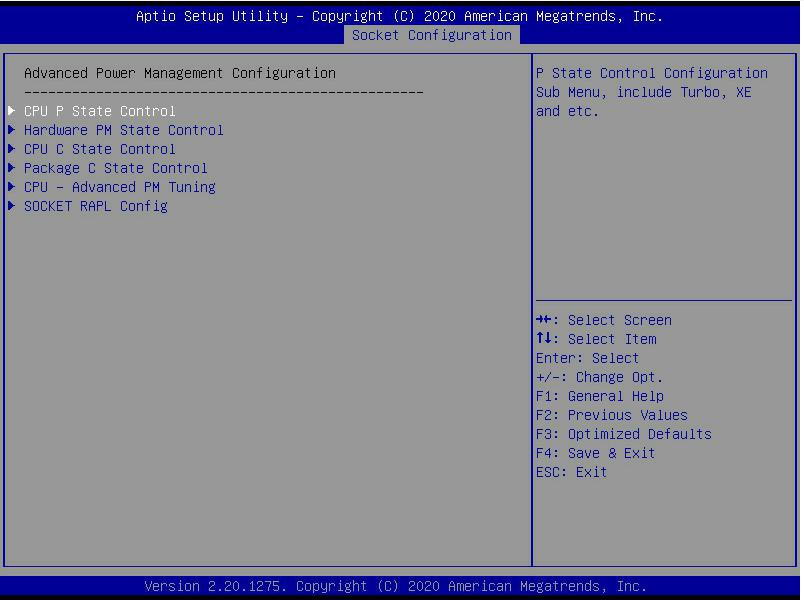 Aptio Setup Utility – Copyright (C) 2020 American Megatrends, Inc.
Socket Configuration
Advanced Power Management Configuration
--------------------------------------------------
CPU P State Control
Hardware PM State Control
CPU C State Control
Package C State Control
CPU – Advanced PM Tuning
SOCKET RAPL Config
P State Control Configuration
Sub Menu, include Turbo, XE
and etc.
→←: Select Screen
↑↓: Select Item
Enter: Select
+/-: Change Opt.
F1: General Help
F2: Previous Values
F3: Optimized Defaults
F4: Save & Exit
ESC: Exit
Version 2.20.1275. Copyright (C) 2020 American Megatrends, Inc.